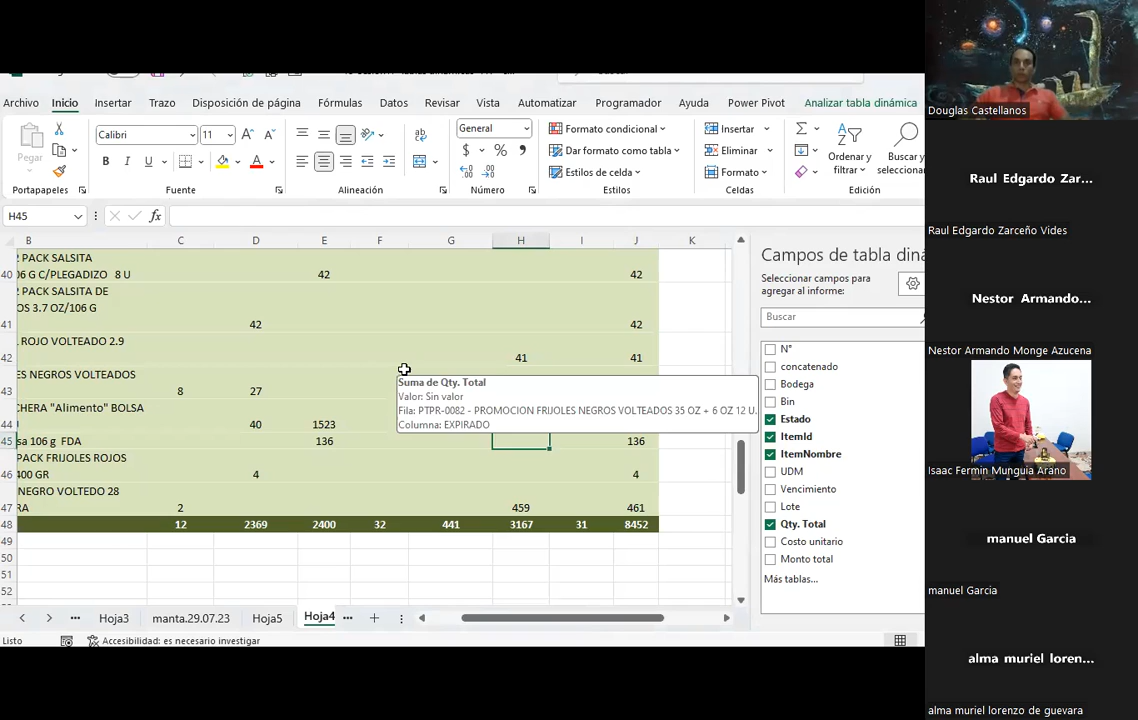 Archivo Inicio Insertar Trazo Disposición de página Fórmulas Datos Revisar Vista Automatizar Programador Ayuda Power Pivot Analizar tabla dinámica
Pegar
Calibri 11
General
Formato condicional
Dar formato como tabla
Estilos de celda
Insertar
Eliminar
Formato
Ordenar y
filtrar
Buscar y
seleccionar
Portapapeles Fuente Alineación Número Estilos Celdas Edición
H45
B C D E F G H I J K
2 PACK SALSITA
40 06 G C/PLEGADIZO 8 U 42 42
2 PACK SALSITA DE
OS 3.7 OZ/106 G
41 42 42
ROJO VOLTEADO 2.9
42 41 41
ES NEGROS VOLTEADOS
43 8 27
CHERA "Alimento" BOLSA
44 40 1523
45 sa 106 g FDA 136 136
PACK FRIJOLES ROJOS
46 400 GR 4 4
NEGRO VOLTEDO 28
47 RA 2 459 461
48 12 2369 2400 32 441 3167 31 8452
49
50
51
52
Suma de Qty. Total
Valor: Sin valor
Fila: PTPR-0082 - PROMOCION FRIJOLES NEGROS VOLTEADOS 35 OZ + 6 OZ 12 U.
Columna: EXPIRADO
Campos de tabla diná
Seleccionar campos para
agregar al informe:
Buscar
N°
concatenado
Bodega
Bin
Estado
ItemId
ItemNombre
UDM
Vencimiento
Lote
Qty. Total
Costo unitario
Monto total
Más tablas...
Hoja3 manta.29.07.23 Hoja5 Hoja4
Listo Accesibilidad: es necesario investigar
Douglas Castellanos
Raul Edgardo Zar...
Raul Edgardo Zarceño Vides
Nestor Armando...
Nestor Armando Monge Azucena
Isaac Fermin Munguia Arano
manuel Garcia
manuel Garcia
alma muriel loren...
alma muriel lorenzo de guevara